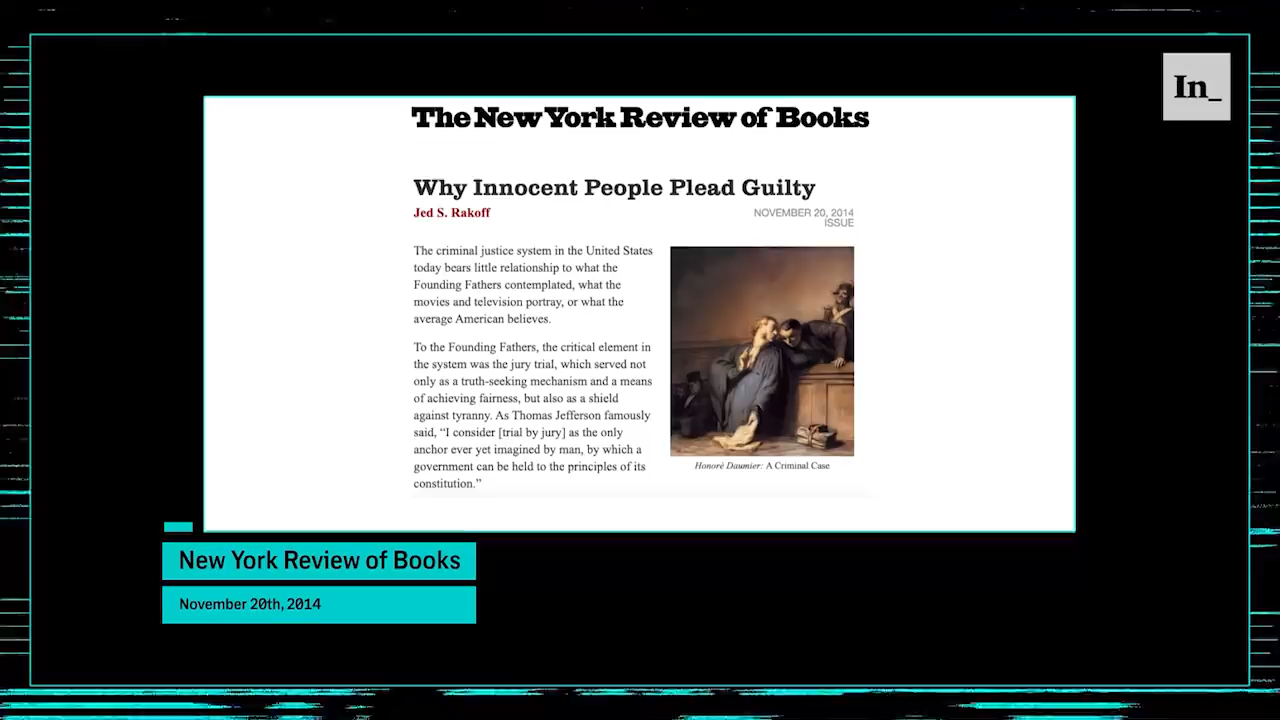 In_
The New York Review of Books
Why Innocent People Plead Guilty
Jed S. Rakoff
NOVEMBER 20, 2014
ISSUE
The criminal justice system in the United States
today bears little relationship to what the
Founding Fathers contemplated, what the
movies and television portray, or what the
average American believes.
To the Founding Fathers, the critical element in
the system was the jury trial, which served not
only as a truth-seeking mechanism and a means
of achieving fairness, but also as a shield
against tyranny. As Thomas Jefferson famously
said, “I consider [trial by jury] as the only
anchor ever yet imagined by man, by which a
government can be held to the principles of its
constitution.”
Honoré Daumier: A Criminal Case
New York Review of Books
November 20th, 2014